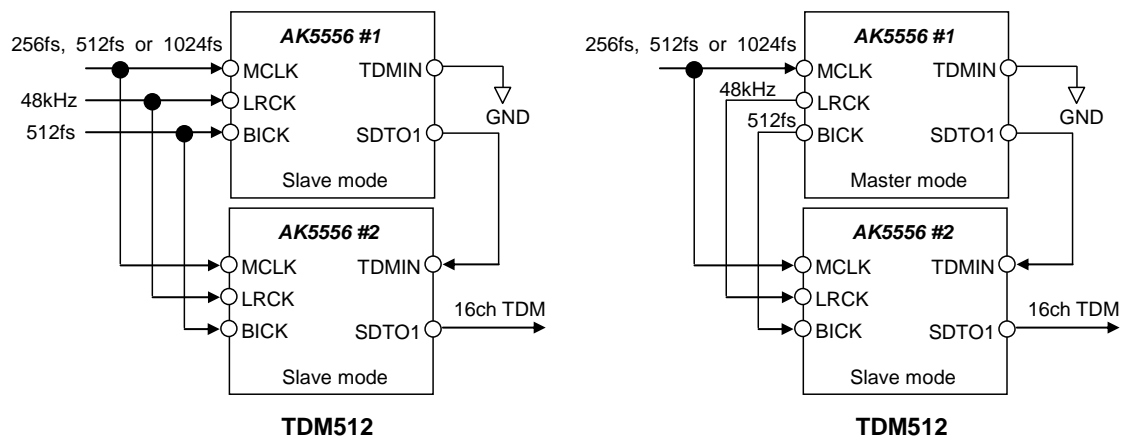 AK5556 #1
256fs, 512fs or 1024fs
MCLK
TDMIN
48kHz
LRCK
GND
512fs
BICK
SDTO1
Slave mode
AK5556 #2
MCLK
TDMIN
LRCK
16ch TDM
BICK
SDTO1
Slave mode
TDM512
AK5556 #1
256fs, 512fs or 1024fs
MCLK
TDMIN
48kHz
LRCK
GND
512fs
BICK
SDTO1
Master mode
AK5556 #2
MCLK
TDMIN
LRCK
16ch TDM
BICK
SDTO1
Slave mode
TDM512